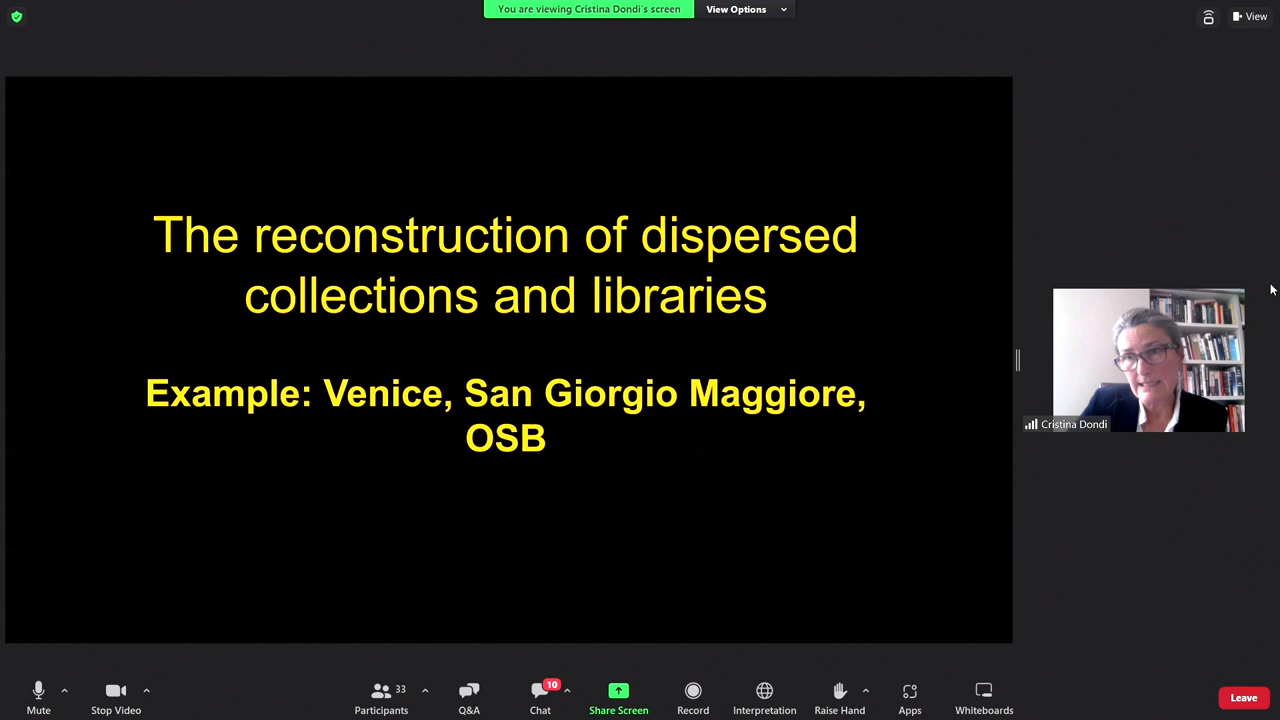 You are viewing Cristina Dondi's screen
View Options
View
The reconstruction of dispersed
collections and libraries
Example: Venice, San Giorgio Maggiore,
OSB
Cristina Dondi
Mute
Stop Video
Participants
33
Q&A
Chat
10
Share Screen
Record
Interpretation
Raise Hand
Apps
Whiteboards
Leave